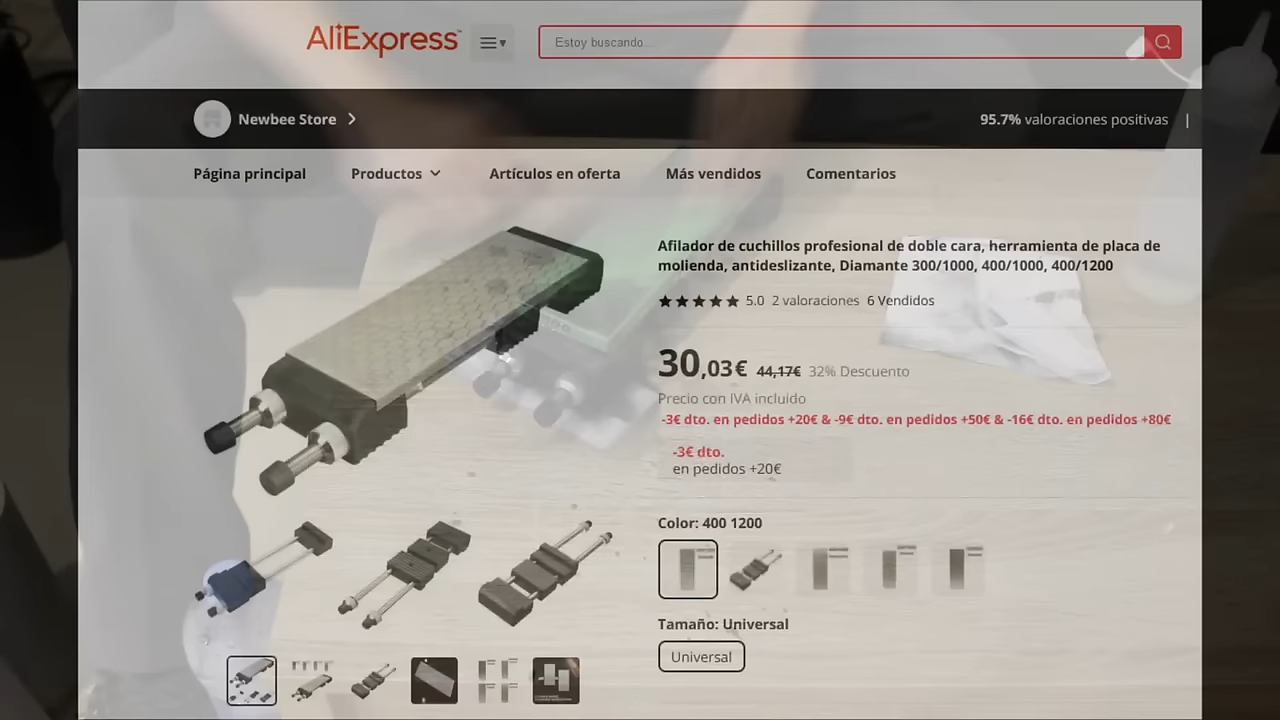 AliExpress
Estoy buscando...
Newbee Store
95.7% valoraciones positivas |
Página principal
Productos
Artículos en oferta
Más vendidos
Comentarios
Afilador de cuchillos profesional de doble cara, herramienta de placa de
molienda, antideslizante, Diamante 300/1000, 400/1000, 400/1200
5.0 2 valoraciones 6 Vendidos
30,03€ 44,17€ 32% Descuento
Precio con IVA incluido
-3€ dto. en pedidos +20€ & -9€ dto. en pedidos +50€ & -16€ dto. en pedidos +80€
-3€ dto.
en pedidos +20€
Color: 400 1200
Tamaño: Universal
Universal